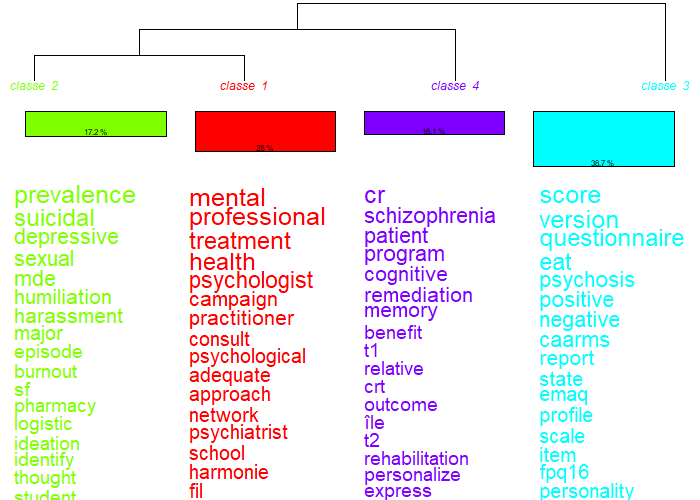 classe 2
classe 1
classe 4
classe 3
17.2 %
28 %
16.1 %
38.7 %
prevalence
suicidal
depressive
sexual
mde
humiliation
harassment
major
episode
burnout
sf
pharmacy
logistic
ideation
identify
thought
student
mental
professional
treatment
health
psychologist
campaign
practitioner
consult
psychological
adequate
approach
network
psychiatrist
school
harmonie
fil
cr
schizophrenia
patient
program
cognitive
remediation
memory
benefit
t1
relative
crt
outcome
île
t2
rehabilitation
personalize
express
score
version
questionnaire
eat
psychosis
positive
negative
caarms
report
state
emaq
profile
scale
item
fpq16
personality